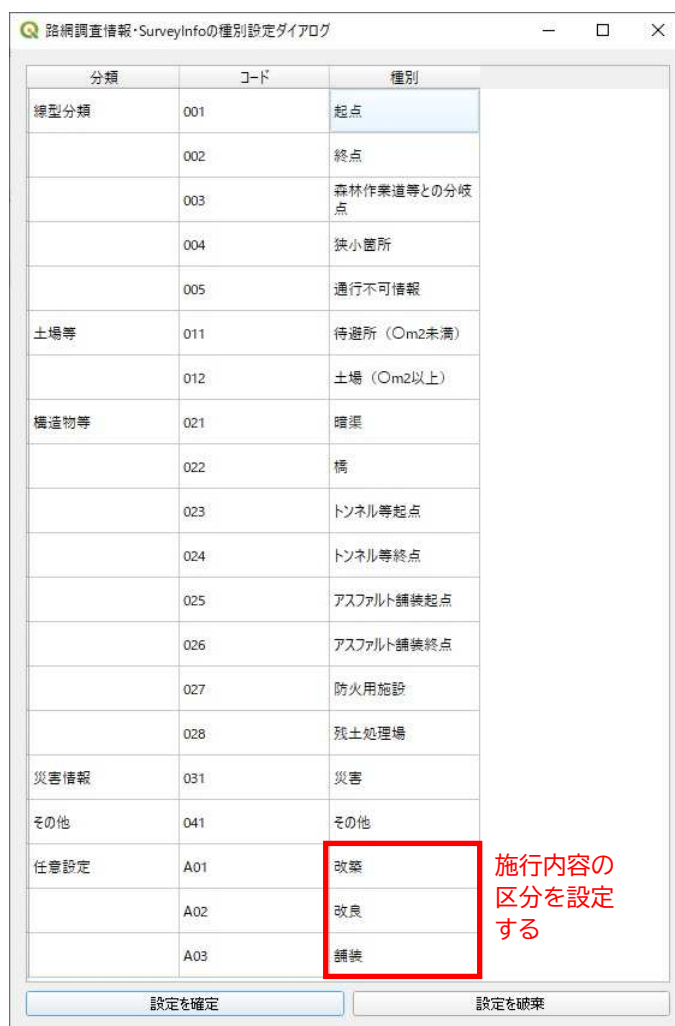 路網調査情報・SurveyInfoの種別設定ダイアログ
分類 コード 種別
線型分類 001 起点
002 終点
003 森林作業道等との分岐
点
004 狭小箇所
005 通行不可情報
土場等 011 待避所（〇m2未満）
012 土場（〇m2以上）
構造物等 021 暗渠
022 橋
023 トンネル等起点
024 トンネル等終点
025 アスファルト舗装起点
026 アスファルト舗装終点
027 防火用施設
028 残土処理場
災害情報 031 災害
その他 041 その他
任意設定 A01 改築
A02 改良
A03 舗装
施行内容の
区分を設定
する
設定を確定 設定を破棄